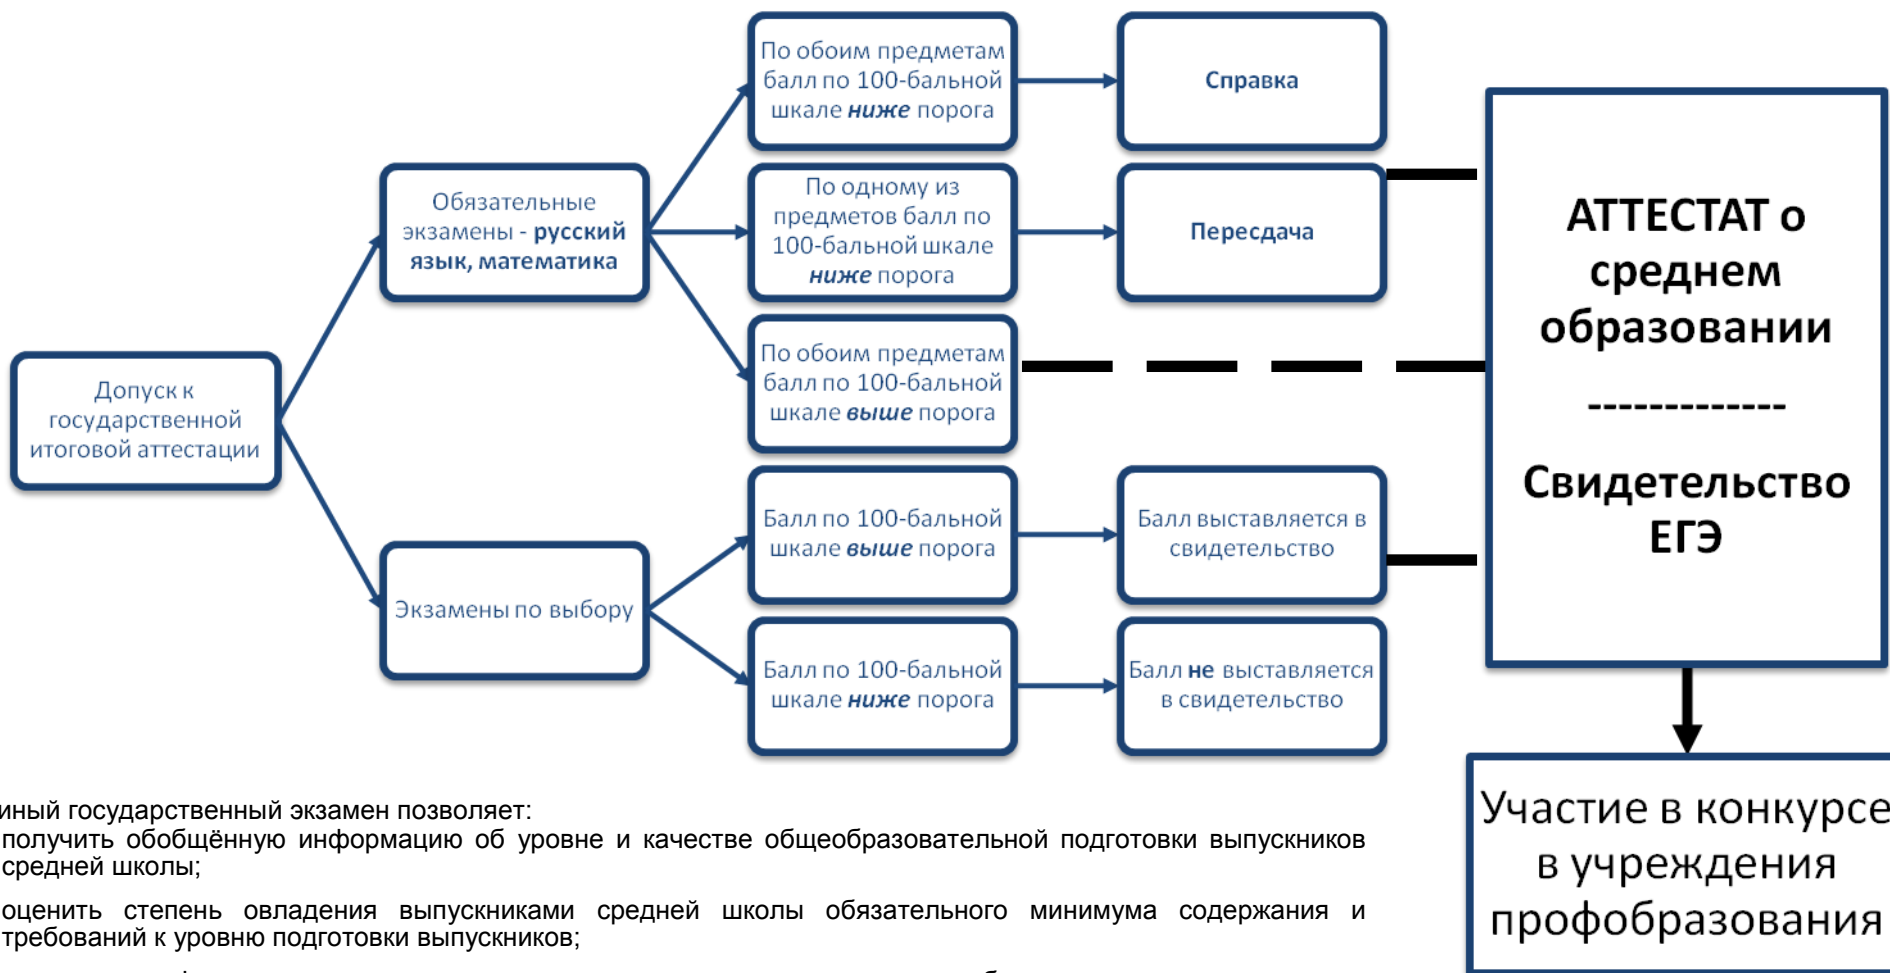 Допуск к
государственной
итоговой аттестации
Обязательные
экзамены - русский
язык, математика
Экзамены по выбору
По обоим предметам
балл по 100-бальной
шкале ниже порога
По одному из
предметов балл по
100-бальной шкале
ниже порога
По обоим предметам
балл по 100-бальной
шкале выше порога
Балл по 100-бальной
шкале выше порога
Балл по 100-бальной
шкале ниже порога
Справка
Пересдача
Балл выставляется в
свидетельство
Балл не выставляется
в свидетельство
АТТЕСТАТ о
среднем
образовании
-------------
Свидетельство
ЕГЭ
Участие в конкурсе
в учреждения
профобразования
иный государственный экзамен позволяет:
получить обобщённую информацию об уровне и качестве общеобразовательной подготовки выпускников
средней школы;
оценить степень овладения выпускниками средней школы обязательного минимума содержания и
требований к уровню подготовки выпускников;